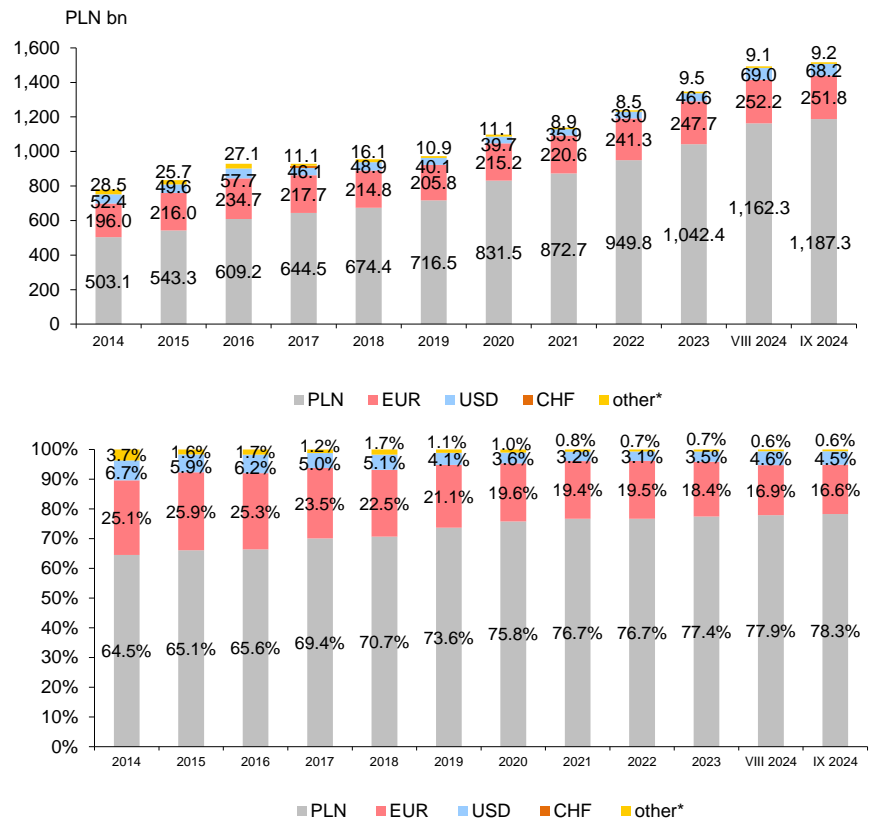 PLN bn
1,600
1,400
1,200
1,000
800
600
400
200
0
28.5 25.7 27.1 11.1 16.1 10.9 11.1 8.9 8.5 9.5 9.1 9.2
52.4 49.6 57.7 46.1 48.9 40.1 39.7 35.9 39.0 46.6 69.0 68.2
196.0 216.0 234.7 217.7 214.8 205.8 215.2 220.6 241.3 247.7 252.2 251.8
503.1 543.3 609.2 644.5 674.4 716.5 831.5 872.7 949.8 1,042.4 1,162.3 1,187.3
2014 2015 2016 2017 2018 2019 2020 2021 2022 2023 VIII 2024 IX 2024
PLN EUR USD CHF other*
100%
90%
80%
70%
60%
50%
40%
30%
20%
10%
0%
3.7% 1.6% 1.7% 1.2% 1.7% 1.1% 1.0% 0.8% 0.7% 0.7% 0.6% 0.6%
6.7% 5.9% 6.2% 5.0% 5.1% 4.1% 3.6% 3.2% 3.1% 3.5% 4.6% 4.5%
25.1% 25.9% 25.3% 23.5% 22.5% 21.1% 19.6% 19.4% 19.5% 18.4% 16.9% 16.6%
64.5% 65.1% 65.6% 69.4% 70.7% 73.6% 75.8% 76.7% 76.7% 77.4% 77.9% 78.3%
2014 2015 2016 2017 2018 2019 2020 2021 2022 2023 VIII 2024 IX 2024
PLN EUR USD CHF other*